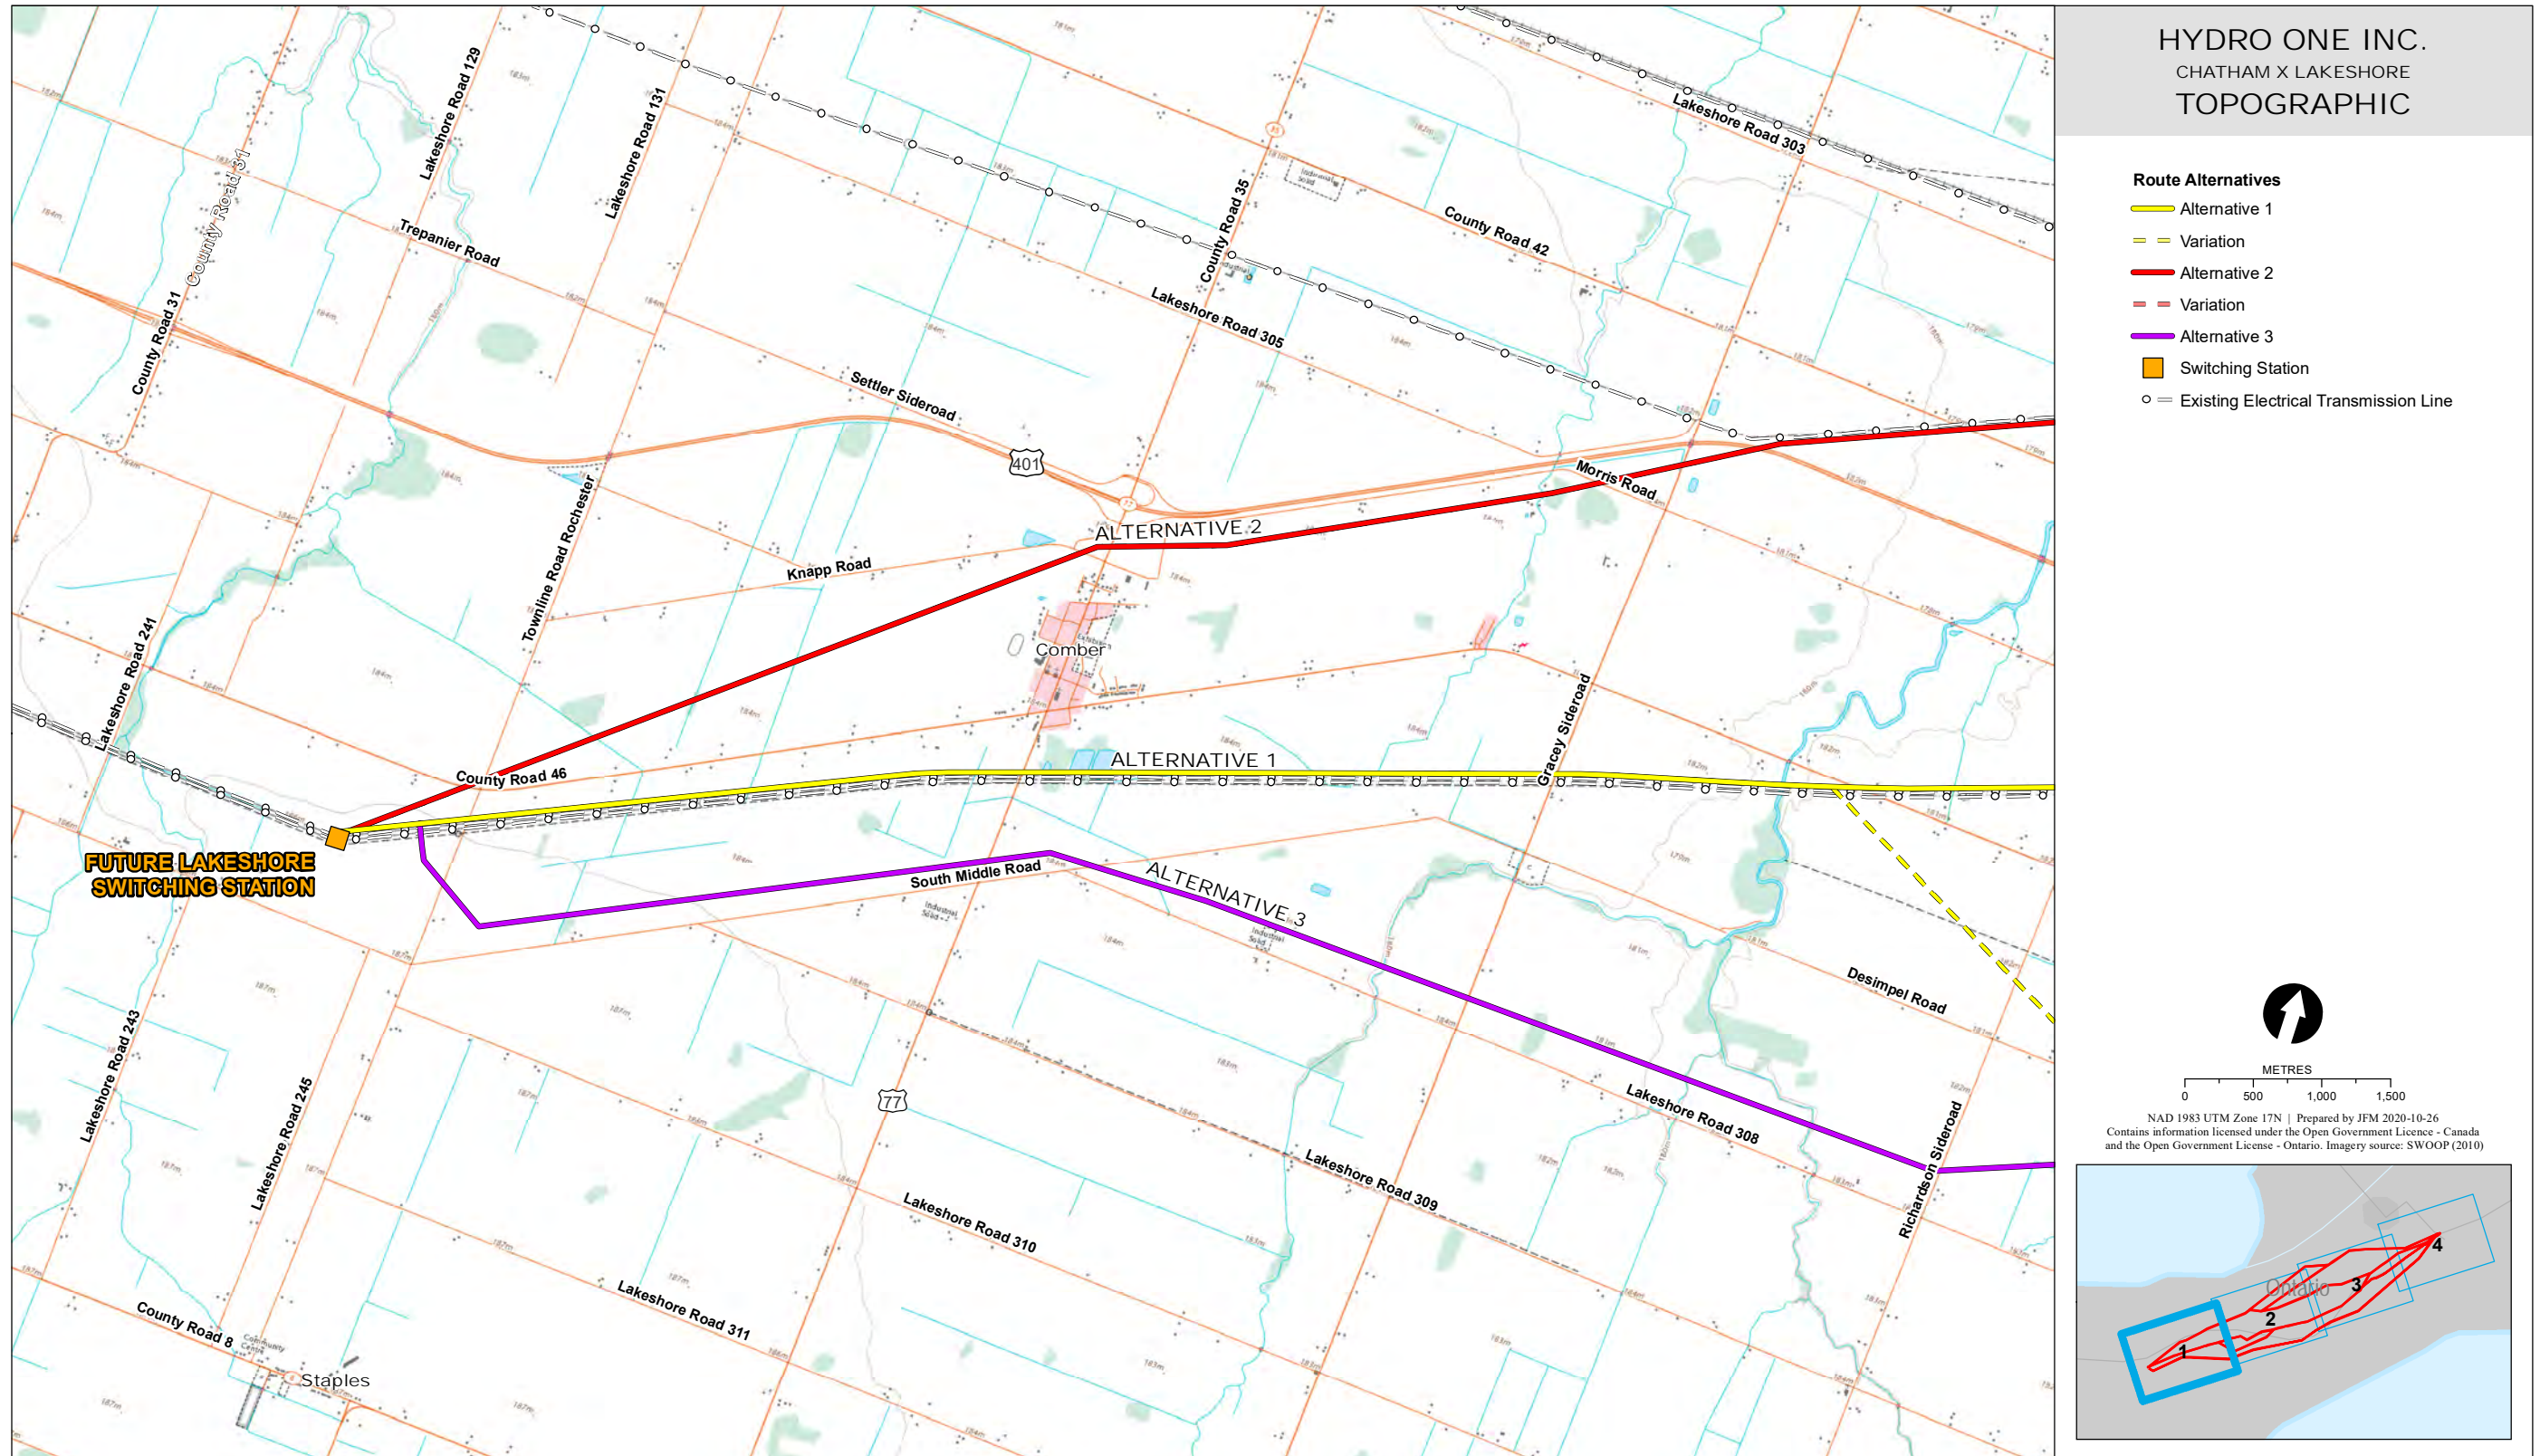 HYDRO ONE INC.
CHATHAM X LAKESHORE
TOPOGRAPHIC
Route Alternatives
Alternative 1
Variation
Alternative 2
Variation
Alternative 3
Switching Station
Existing Electrical Transmission Line
Lakeshore Road 129
Lakeshore Road 131
County Road 31
County Road 31
Trepanier Road
County Road 35
Lakeshore Road 303
County Road 42
Lakeshore Road 305
Settler Sideroad
401
Morris Road
ALTERNATIVE 2
Knapp Road
Townline Road Rochester
Lakeshore Road 241
Comber
Gracey Sideroad
County Road 46
ALTERNATIVE 1
FUTURE LAKESHORE
SWITCHING STATION
South Middle Road
ALTERNATIVE 3
Industrial
Solid
Desimpel Road
Lakeshore Road 243
Lakeshore Road 245
77
Lakeshore Road 308
Richardson Sideroad
Lakeshore Road 309
Lakeshore Road 310
Lakeshore Road 311
County Road 8
Community
Centre
Staples
METRES
0 500 1,000 1,500
NAD 1983 UTM Zone 17N | Prepared by JFM 2020-10-26
Contains information licensed under the Open Government Licence - Canada
and the Open Government License - Ontario. Imagery source: SWOOP (2010)
Ontario
1
2
3
4